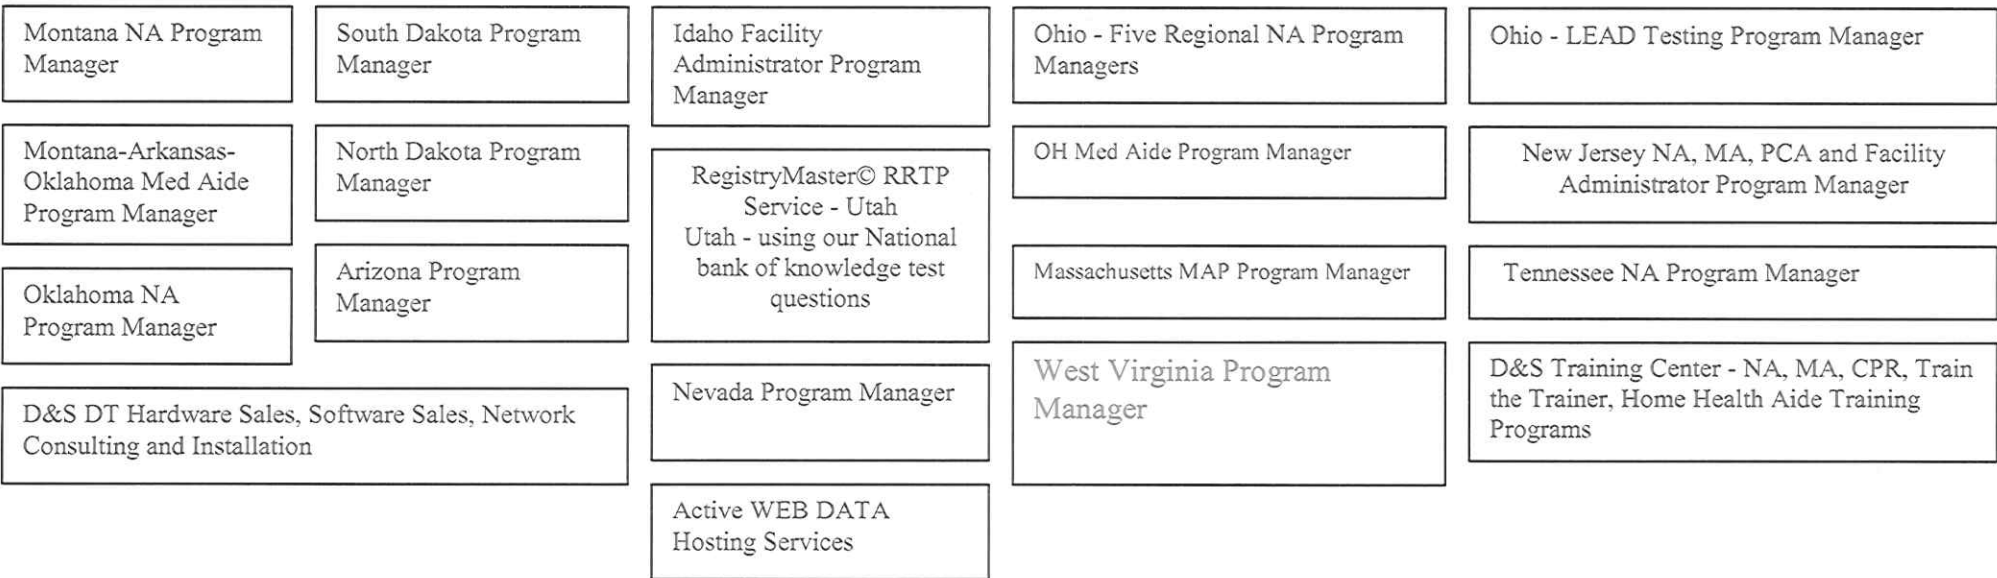 Montana NA Program
Manager
South Dakota Program
Manager
Idaho Facility
Administrator Program
Manager
Ohio - Five Regional NA Program
Managers
Ohio - LEAD Testing Program Manager
Montana-Arkansas-
Oklahoma Med Aide
Program Manager
North Dakota Program
Manager
RegistryMaster© RRTP
Service - Utah
Utah - using our National
bank of knowledge test
questions
OH Med Aide Program Manager
New Jersey NA, MA, PCA and Facility
Administrator Program Manager
Oklahoma NA
Program Manager
Arizona Program
Manager
Massachusetts MAP Program Manager
Tennessee NA Program Manager
D&S DT Hardware Sales, Software Sales, Network
Consulting and Installation
Nevada Program Manager
West Virginia Program
Manager
D&S Training Center - NA, MA, CPR, Train
the Trainer, Home Health Aide Training
Programs
Active WEB DATA
Hosting Services